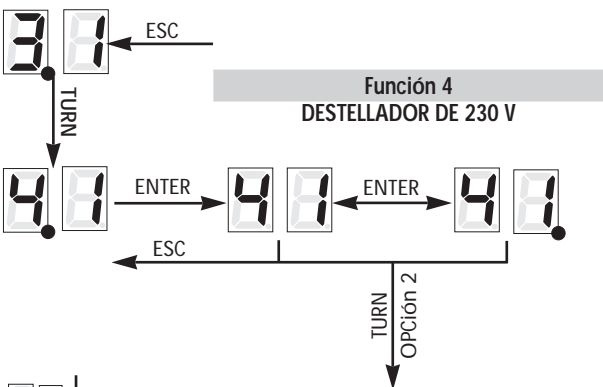 3. 1
ESC
Función 4
DESTELLADOR DE 230 V
TURN
4. 1
ENTER
4 1
ENTER
4 1.
ESC
TURN
OPCión 2